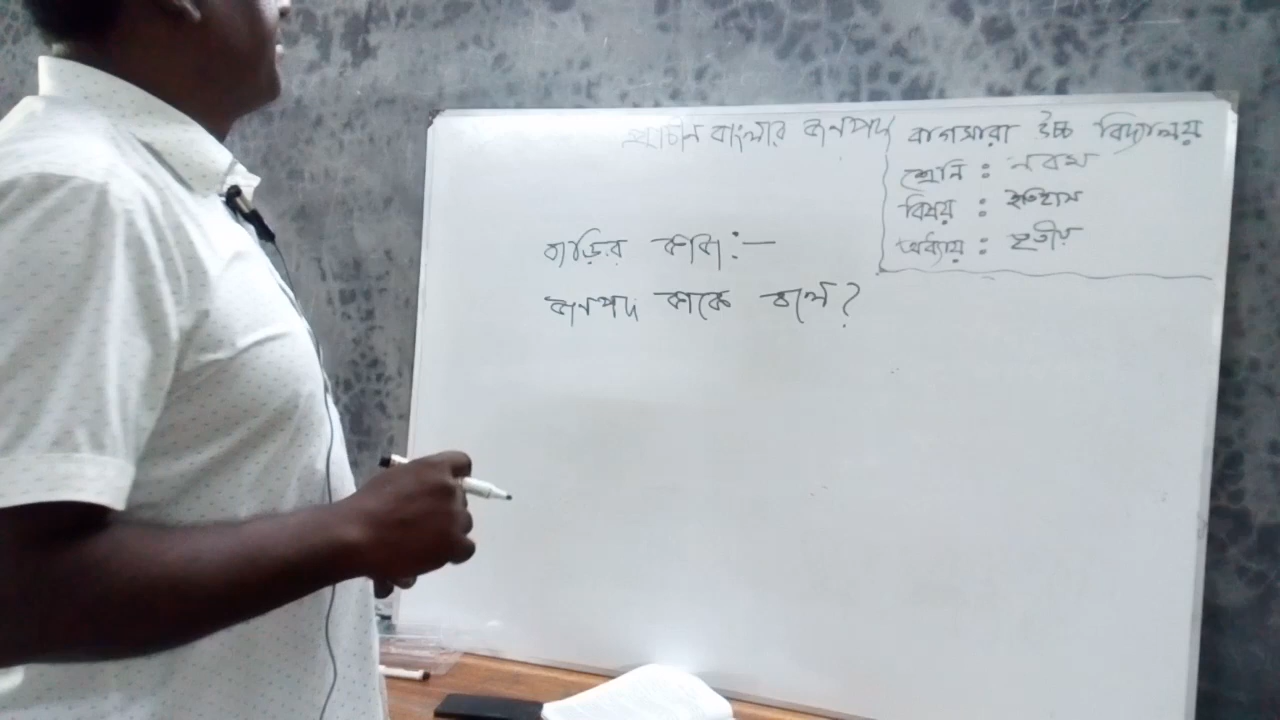 প্রাচীন বাংলার জনপদ
বাগসারা উচ্চ বিদ্যালয়
শ্রেনি : নবম
বিষয় : ইতিহাস
অধ্যায় : তৃতীয়
বাড়ির কাজ :—
জনপদ কাকে বলে?